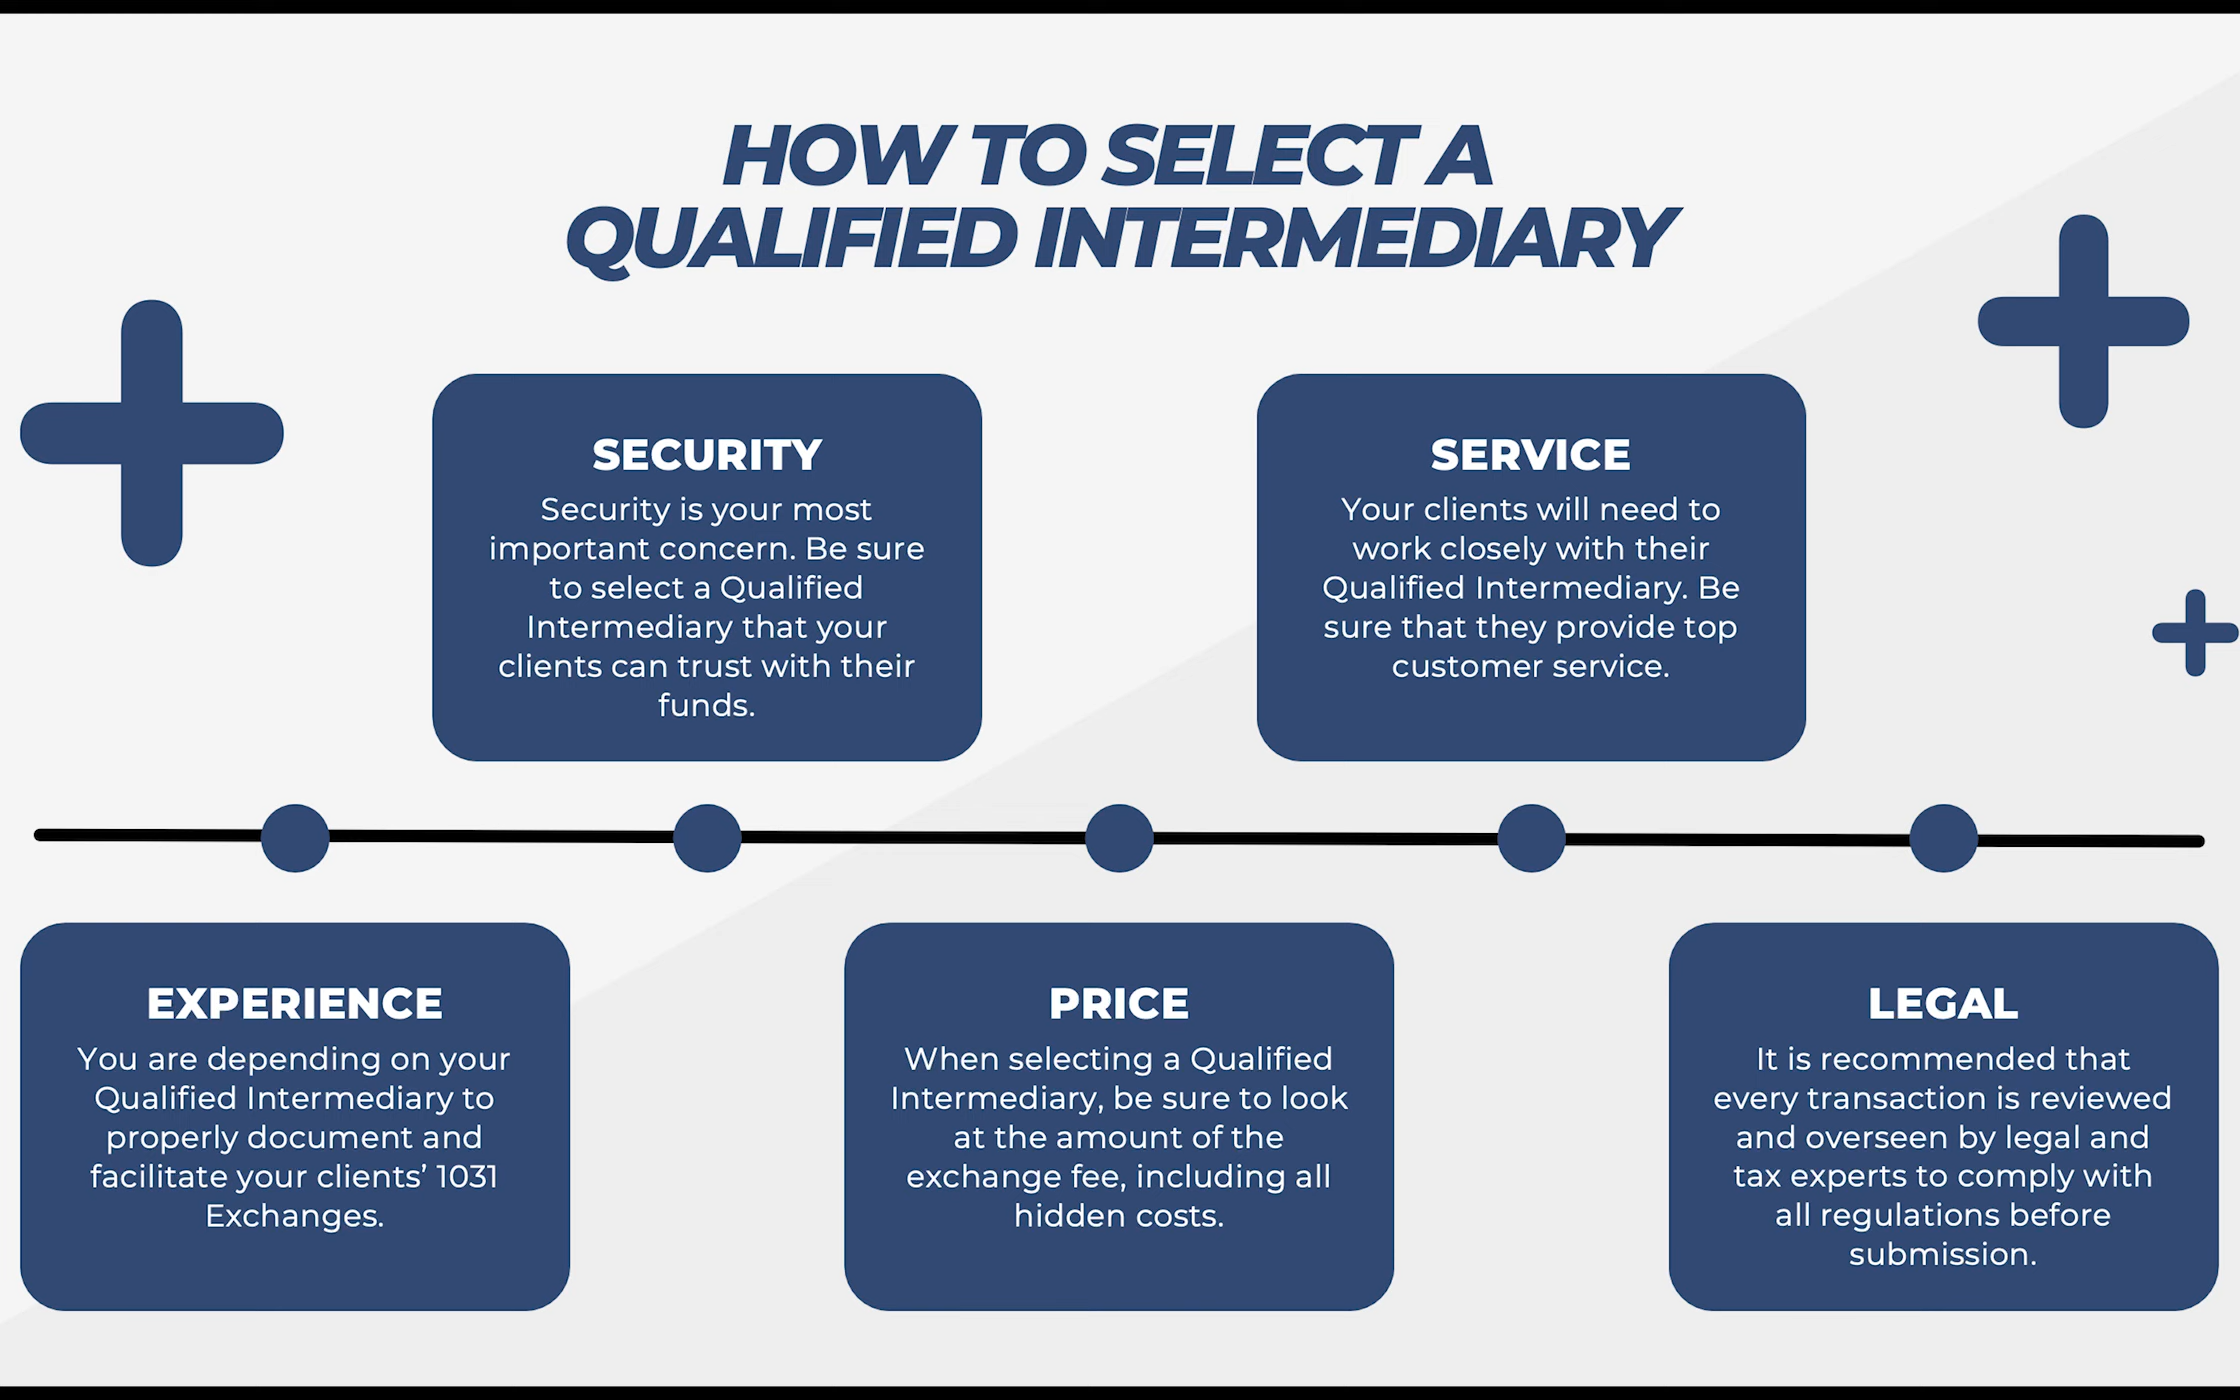 HOW TO SELECT A
QUALIFIED INTERMEDIARY
SECURITY
Security is your most
important concern. Be sure
to select a Qualified
Intermediary that your
clients can trust with their
funds.
SERVICE
Your clients will need to
work closely with their
Qualified Intermediary. Be
sure that they provide top
customer service.
EXPERIENCE
You are depending on your
Qualified Intermediary to
properly document and
facilitate your clients’ 1031
Exchanges.
PRICE
When selecting a Qualified
Intermediary, be sure to look
at the amount of the
exchange fee, including all
hidden costs.
LEGAL
It is recommended that
every transaction is reviewed
and overseen by legal and
tax experts to comply with
all regulations before
submission.